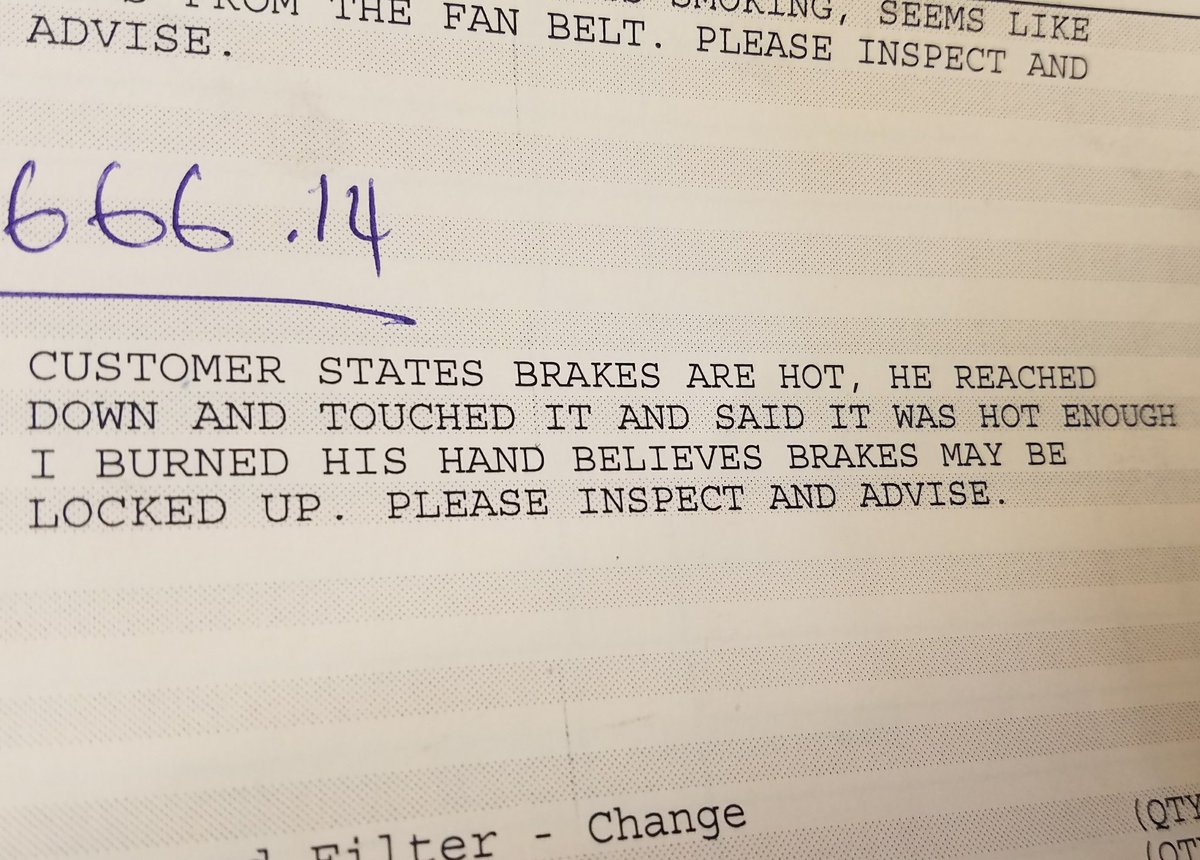 FROM THE FAN BELT. SMOKING, SEEMS LIKE
PLEASE INSPECT AND
ADVISE.
666.14
CUSTOMER STATES BRAKES ARE HOT, HE REACHED
DOWN AND TOUCHED IT AND SAID IT WAS HOT ENOUGH
I BURNED HIS HAND BELIEVES BRAKES MAY BE
LOCKED UP. PLEASE INSPECT AND ADVISE.
Filter - Change
(QTY